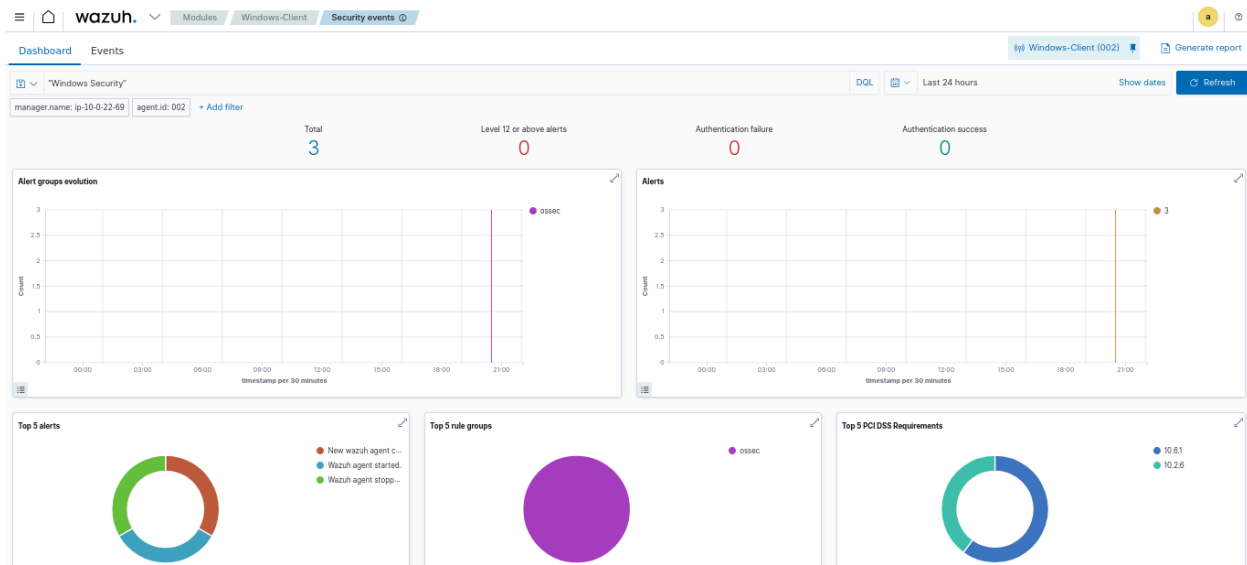 wazuh. Modules Windows-Client Security events a
Dashboard Events Windows-Client (002) Generate report
"Windows Security" DQL Last 24 hours Show dates Refresh
manager.name: ip-10-0-22-69 agent.id: 002 + Add filter
Total Level 12 or above alerts Authentication failure Authentication success
3 0 0 0
Alert groups evolution
3
2.5
2
1.5
1
0.5
0
Count
00:00 03:00 06:00 09:00 12:00 15:00 18:00 21:00
timestamp per 30 minutes
ossec
Alerts
3
2.5
2
1.5
1
0.5
0
Count
00:00 03:00 06:00 09:00 12:00 15:00 18:00 21:00
timestamp per 30 minutes
3
Top 5 alerts
New wazuh agent c...
Wazuh agent started.
Wazuh agent stopp...
Top 5 rule groups
ossec
Top 5 PCI DSS Requirements
10.6.1
10.2.6